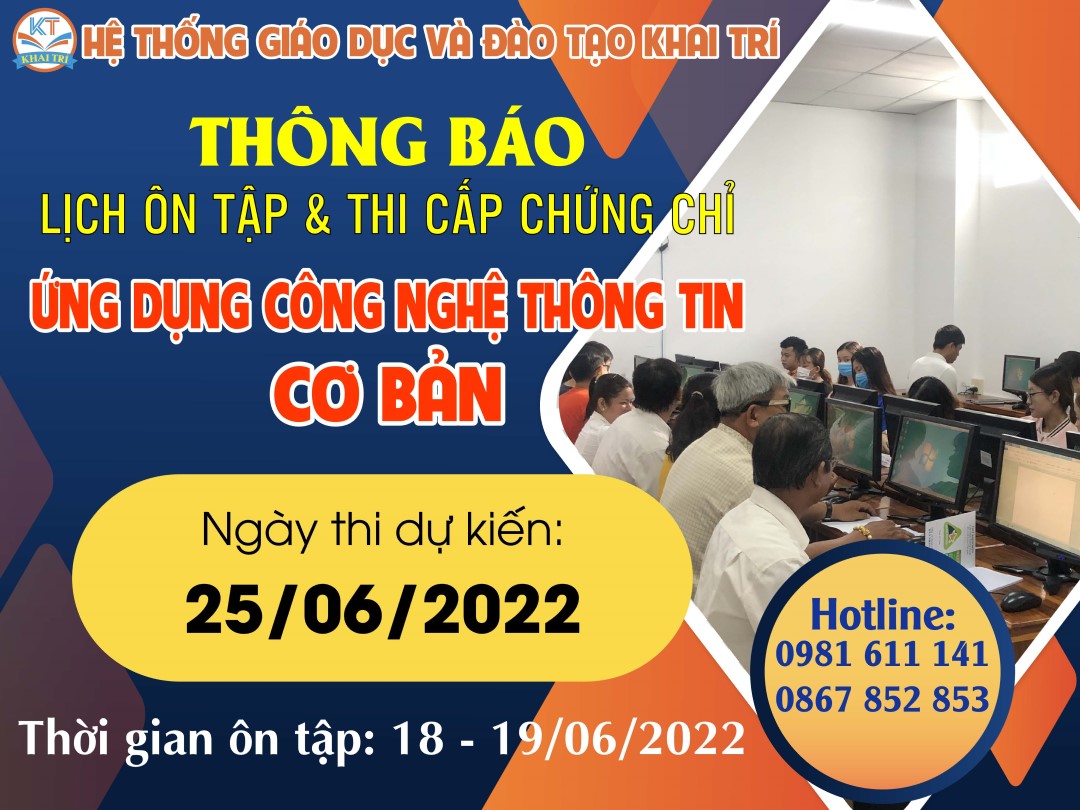 KT
KHAI TRÍ
HỆ THỐNG GIÁO DỤC VÀ ĐÀO TẠO KHAI TRÍ
THÔNG BÁO
LỊCH ÔN TẬP & THI CẤP CHỨNG CHỈ
ỨNG DỤNG CÔNG NGHỆ THÔNG TIN
CƠ BẢN
Ngày thi dự kiến:
25/06/2022
Thời gian ôn tập: 18 - 19/06/2022
Hotline:
0981 611 141
0867 852 853